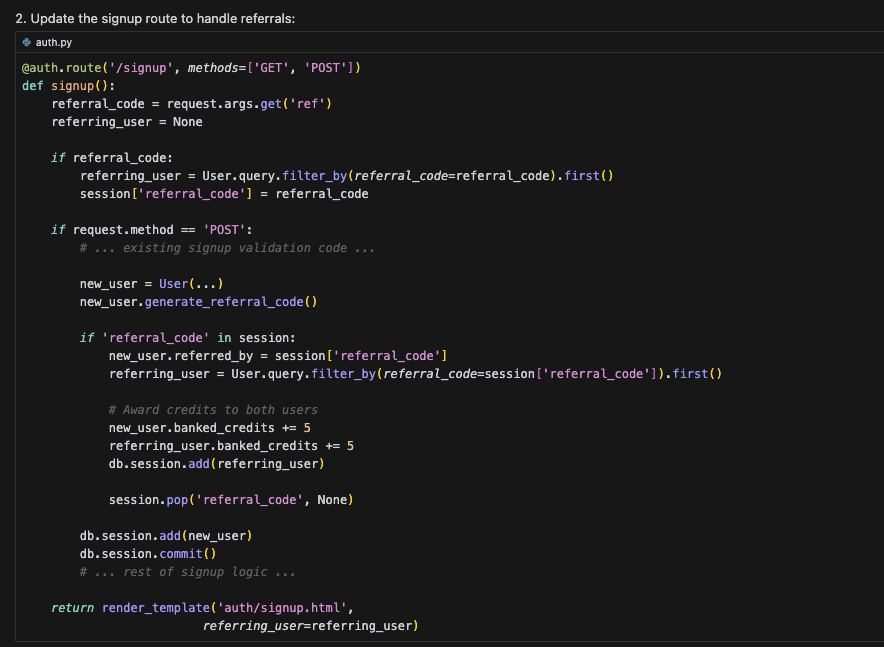 2. Update the signup route to handle referrals:
auth.py
@auth.route('/signup', methods=['GET', 'POST'])
def signup():
    referral_code = request.args.get('ref')
    referring_user = None

    if referral_code:
        referring_user = User.query.filter_by(referral_code=referral_code).first()
        session['referral_code'] = referral_code

    if request.method == 'POST':
        # ... existing signup validation code ...

        new_user = User(...)
        new_user.generate_referral_code()

        if 'referral_code' in session:
            new_user.referred_by = session['referral_code']
            referring_user = User.query.filter_by(referral_code=session['referral_code']).first()

            # Award credits to both users
            new_user.banked_credits += 5
            referring_user.banked_credits += 5
            db.session.add(referring_user)

            session.pop('referral_code', None)

        db.session.add(new_user)
        db.session.commit()
        # ... rest of signup logic ...

    return render_template('auth/signup.html',
                         referring_user=referring_user)